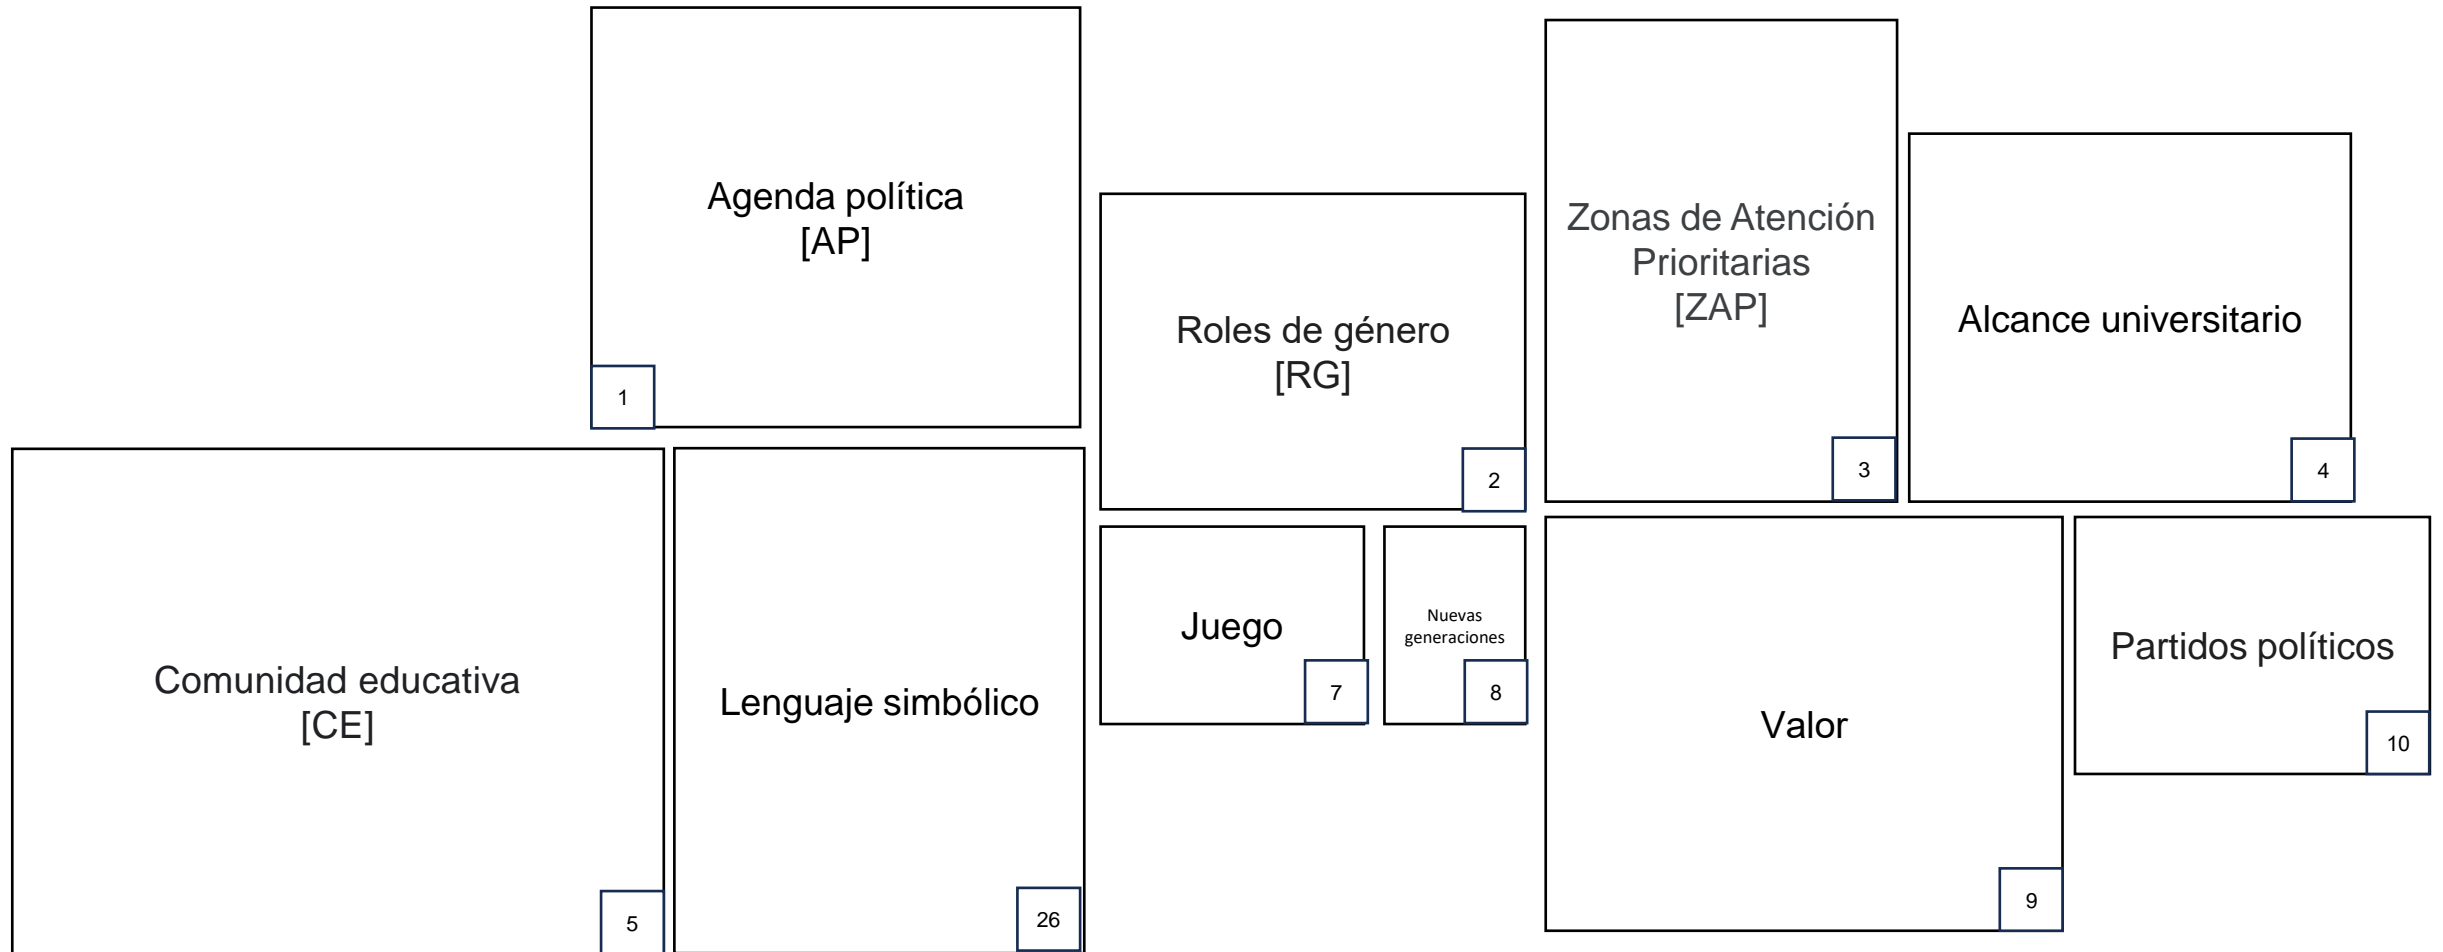 Agenda política
[AP]
1
Roles de género
[RG]
2
Zonas de Atención
Prioritarias
[ZAP]
3
Alcance universitario
4
Comunidad educativa
[CE]
5
Lenguaje simbólico
26
Juego
7
Nuevas
generaciones
8
Valor
9
Partidos políticos
10